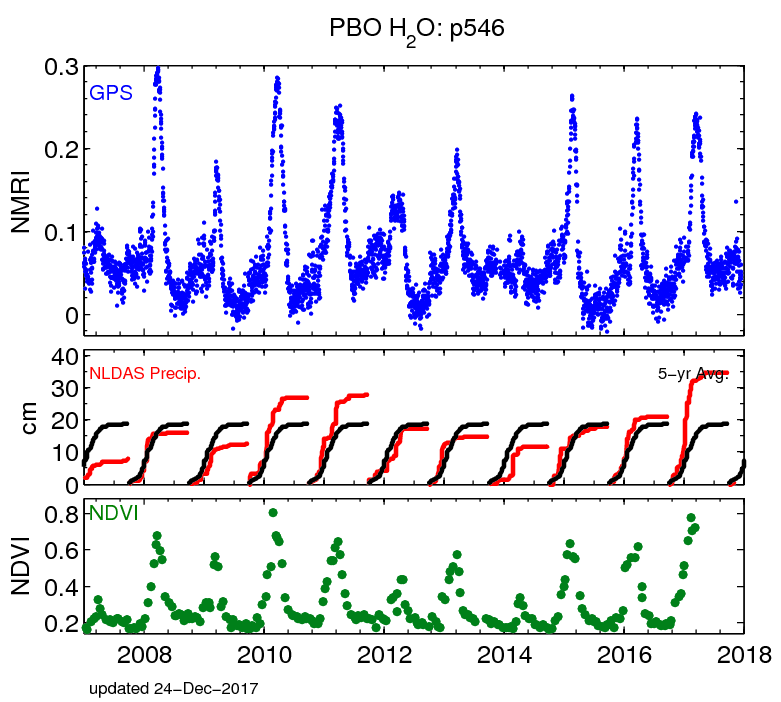 PBO H2O: p546
0.3
GPS
0.2
NMRI
0.1
0
40
NLDAS Precip.
5-yr Avg.
30
cm
20
10
0
0.8
NDVI
0.6
NDVI
0.4
0.2
2008 2010 2012 2014 2016 2018
updated 24-Dec-2017